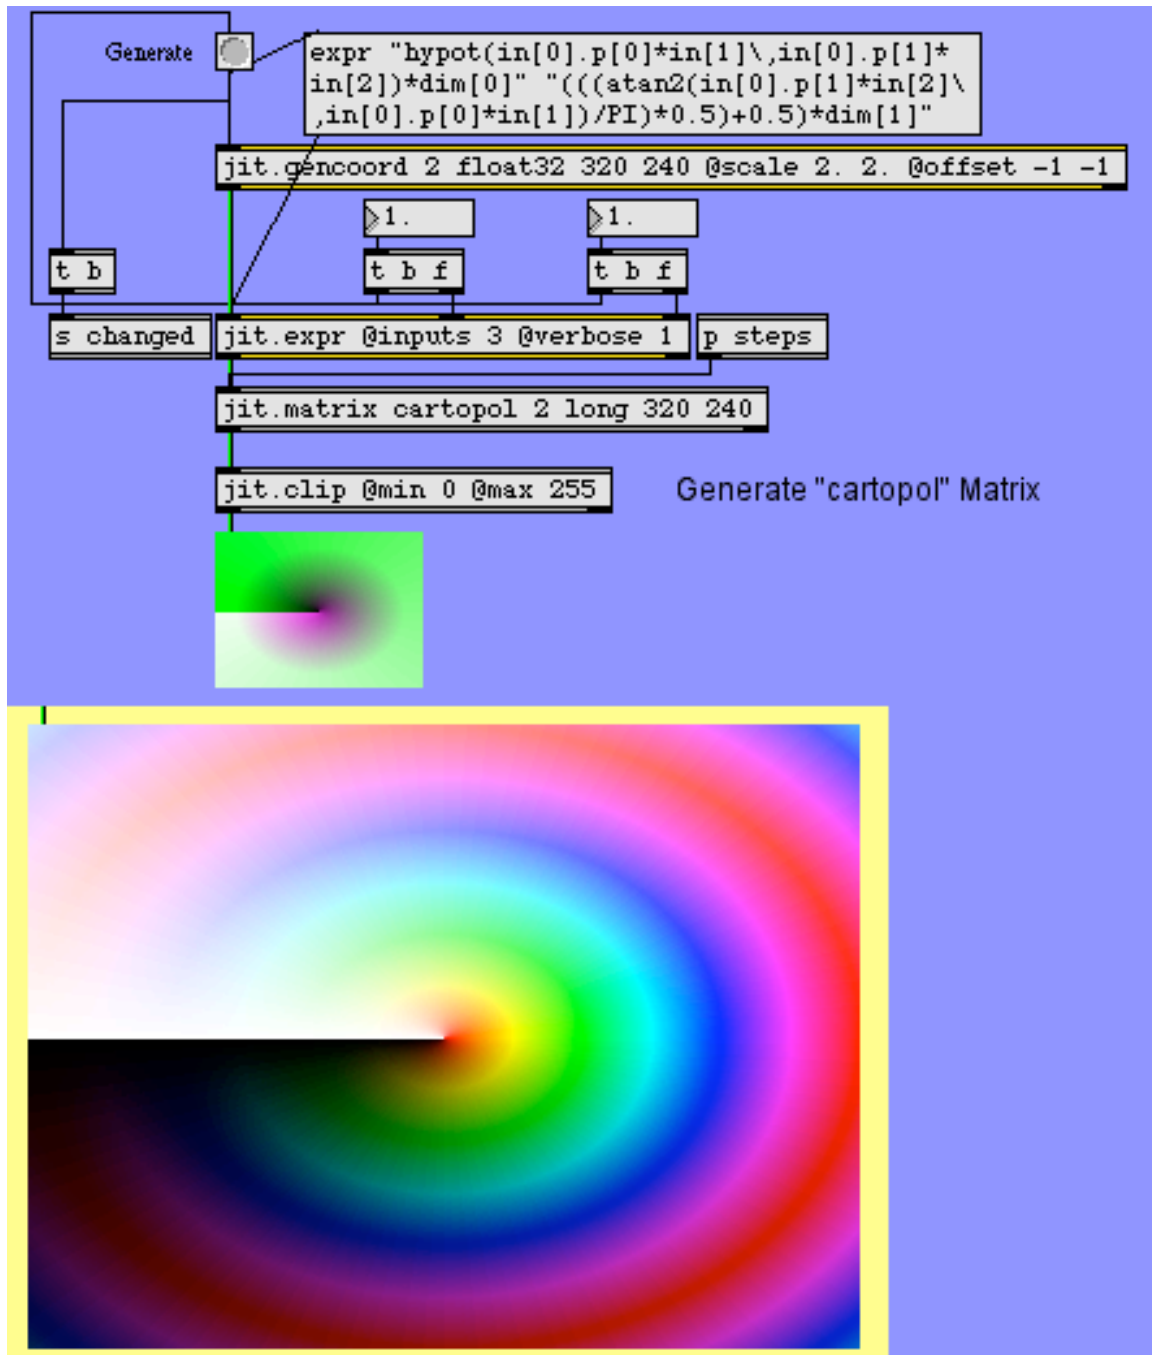 Generate
expr "hypot(in[0].p[0]*in[1]\,in[0].p[1]*
in[2])*dim[0]" "(((atan2(in[0].p[1]*in[2]\
,in[0].p[0]*in[1])/PI)*0.5)+0.5)*dim[1]"
jit.gencoord 2 float32 320 240 @scale 2. 2. @offset -1 -1
1. 1.
t b t b f t b f
s changed jit.expr @inputs 3 @verbose 1 p steps
jit.matrix cartopol 2 long 320 240
jit.clip @min 0 @max 255 Generate "cartopol" Matrix